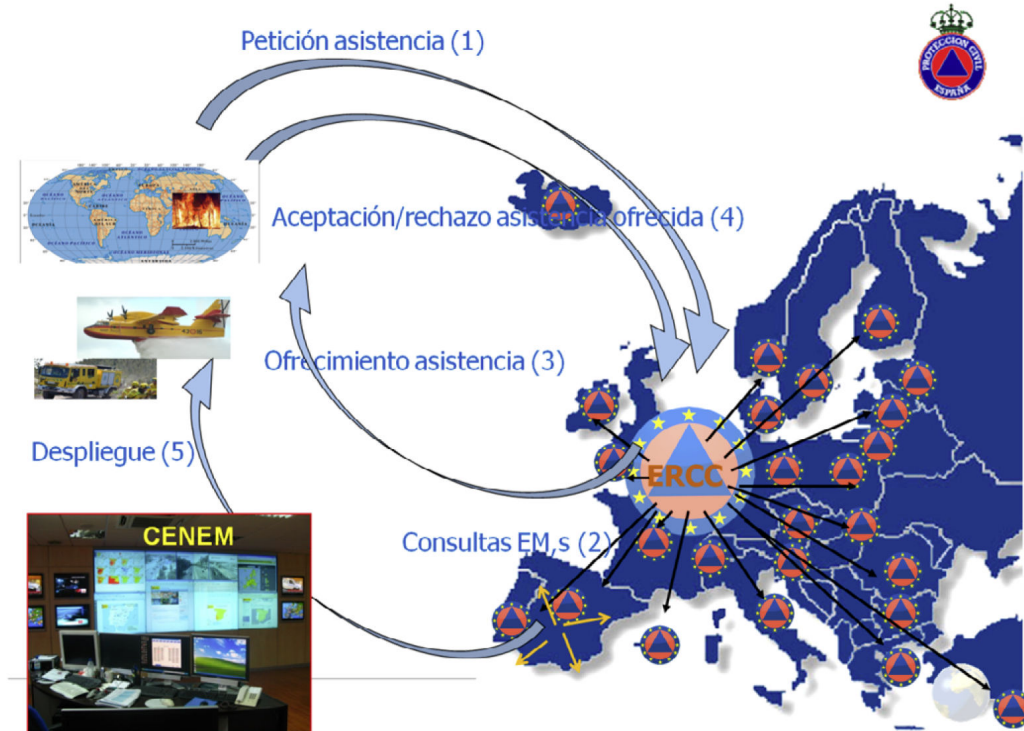 Petición asistencia (1)
PROTECCION CIVIL
ESPAÑA
Aceptación/rechazo asistencia ofrecida (4)
Ofrecimiento asistencia (3)
Despliegue (5)
ERCC
CENEM
Consultas EM,s (2)